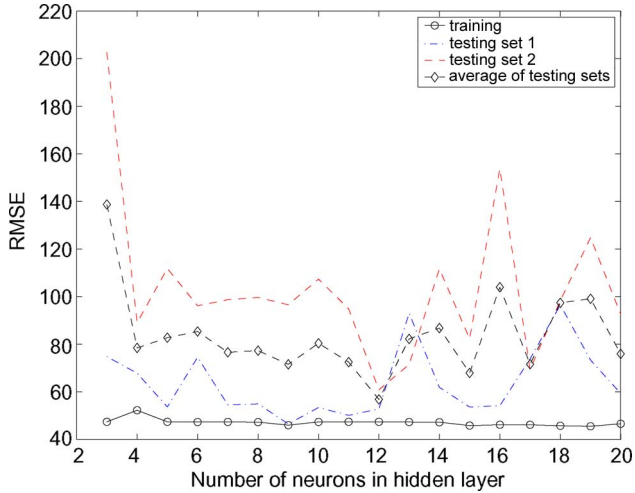 220
200
180
160
140
120
100
80
60
40
RMSE
training
testing set 1
testing set 2
average of testing sets
2 4 6 8 10 12 14 16 18 20
Number of neurons in hidden layer